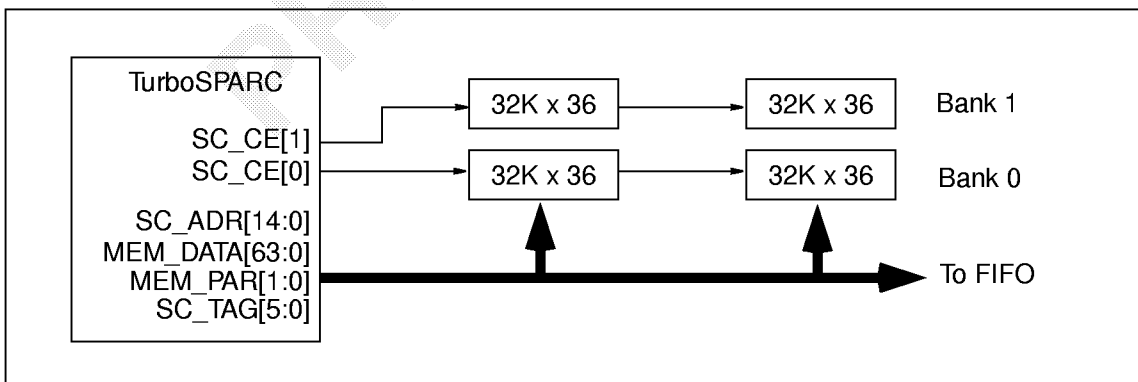 TurboSPARC
SC_CE[1]
SC_CE[0]
SC_ADR[14:0]
MEM_DATA[63:0]
MEM_PAR[1:0]
SC_TAG[5:0]
32K x 36
32K x 36
Bank 1
32K x 36
32K x 36
Bank 0
To FIFO